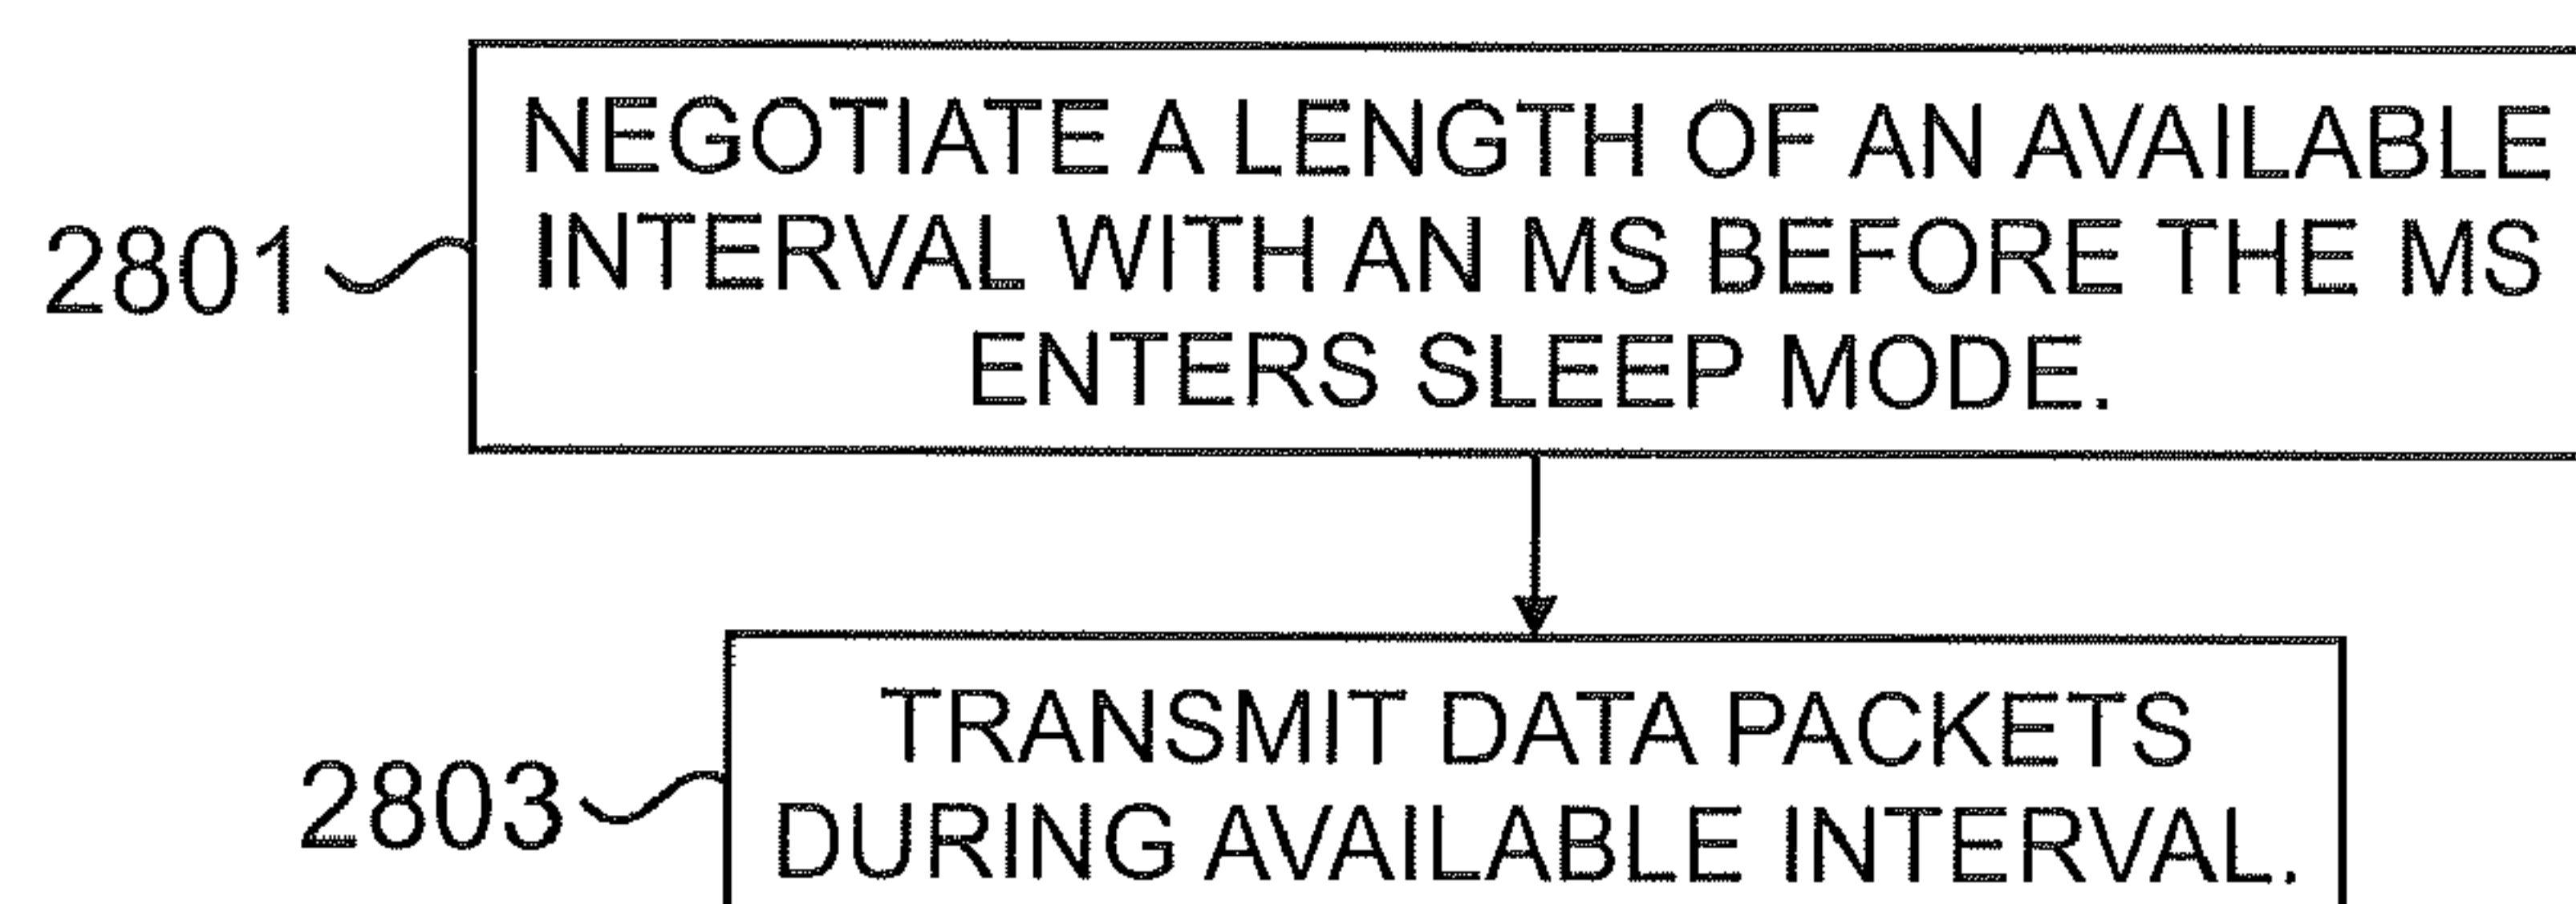 NEGOTIATE A LENGTH OF AN AVAILABLE
2801 INTERVAL WITH AN MS BEFORE THE MS
ENTERS SLEEP MODE.
TRANSMIT DATA PACKETS
2803 DURING AVAILABLE INTERVAL.